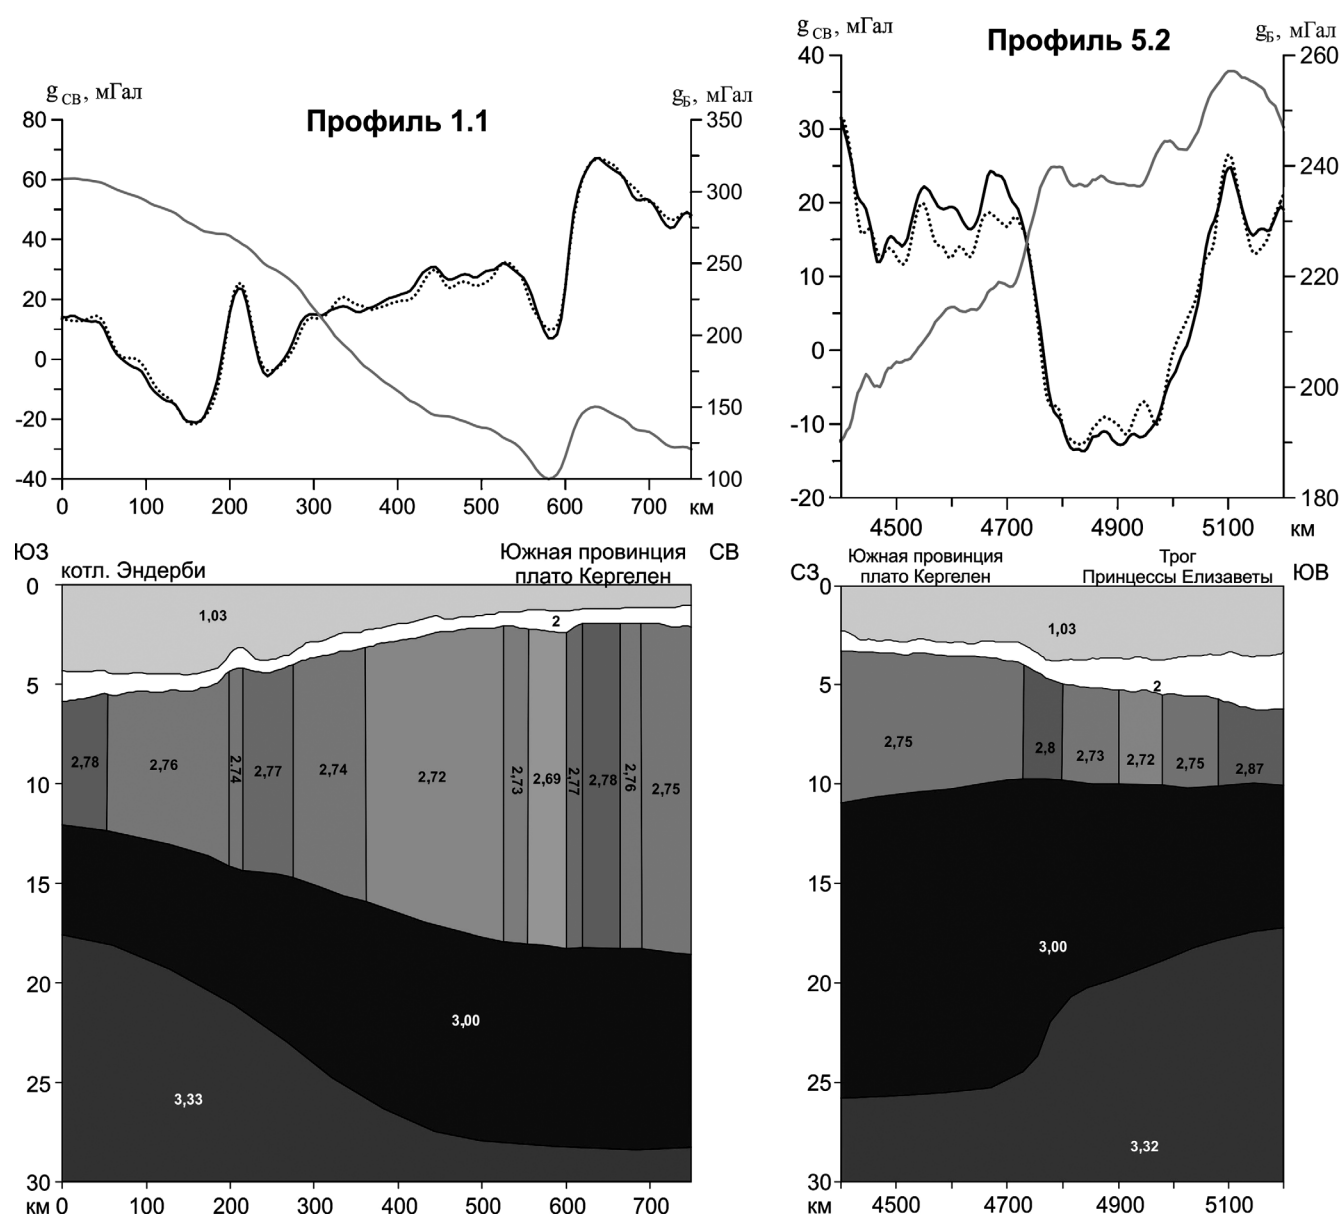 Профиль 1.1
g СВ, мГал
gБ, мГал
80
60
40
20
0
-20
-40
350
300
250
200
150
100
0 100 200 300 400 500 600 700 км
ЮЗ
котл. Эндерби
Южная провинция
плато Кергелен
СВ
0
5
10
15
20
25
30
1,03
2
2,78 2,76 2.74 2,77 2,74 2,72 2,73 2,69 2,77 2,78 2,76 2,75
3,00
3,33
км 0 100 200 300 400 500 600 700
Профиль 5.2
g СВ, мГал
gБ, мГал
40
30
20
10
0
-10
-20
260
240
220
200
180
4500 4700 4900 5100 км
СЗ
Южная провинция
плато Кергелен
Трог
Принцессы Елизаветы
ЮВ
0
5
10
15
20
25
30
1,03
2
2,75 2,8 2,73 2,72 2,75 2,87
3,00
3,32
км 4500 4700 4900 5100